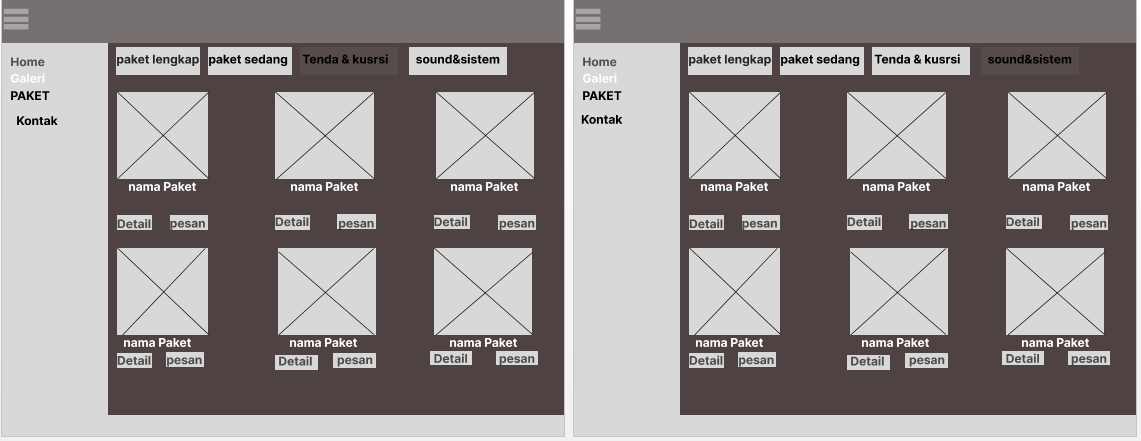 Home
Galeri
PAKET
Kontak
paket lengkap paket sedang Tenda & kusrsi sound&sistem
nama Paket nama Paket nama Paket
Detail pesan Detail pesan Detail pesan
nama Paket nama Paket nama Paket
Detail pesan Detail pesan Detail pesan
Home
Galeri
PAKET
Kontak
paket lengkap paket sedang Tenda & kusrsi sound&sistem
nama Paket nama Paket nama Paket
Detail pesan Detail pesan Detail pesan
nama Paket nama Paket nama Paket
Detail pesan Detail pesan Detail pesan